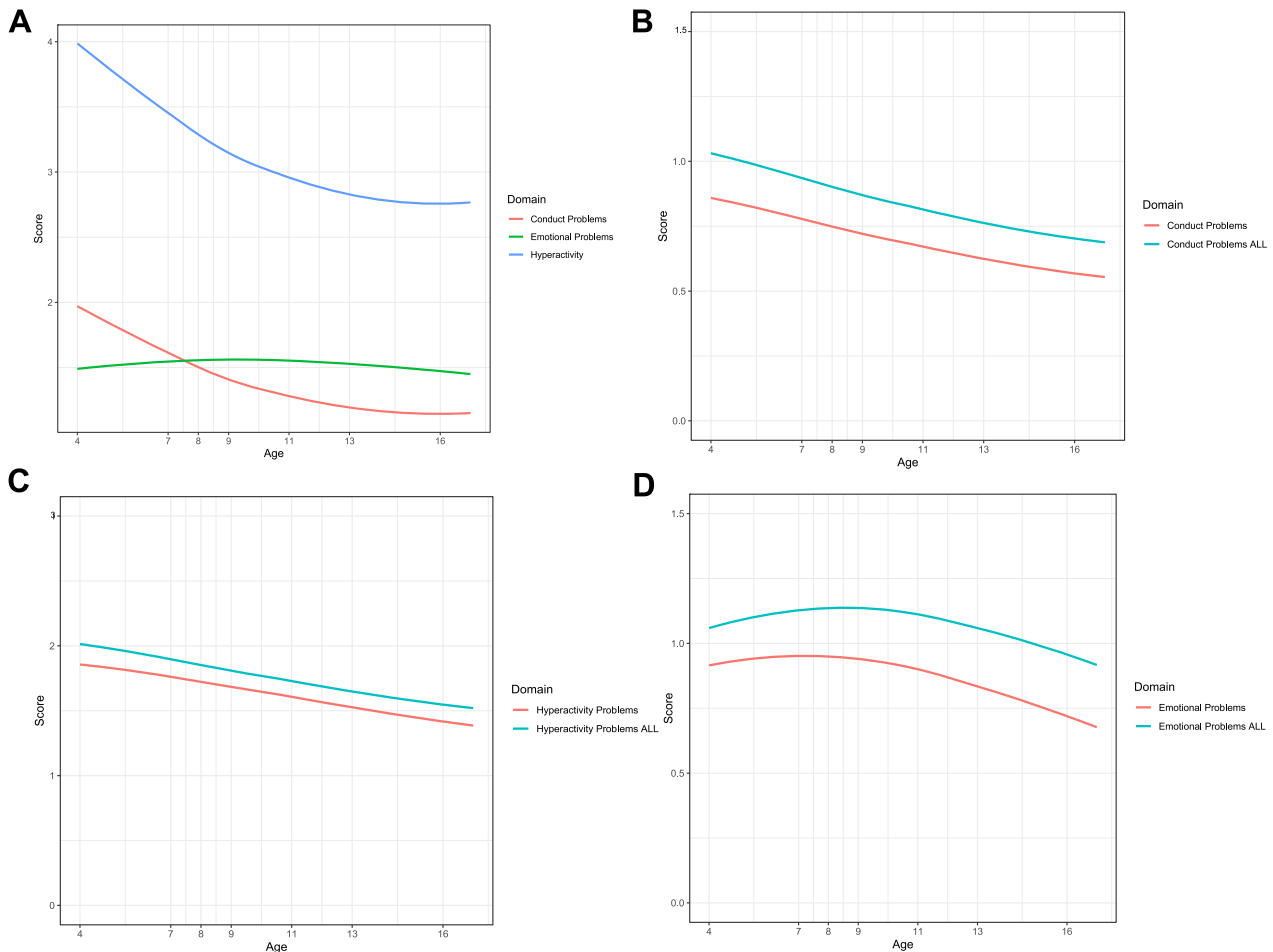 A
4
3
2
Score
4 7 8 9 11 13 16
Age
Domain
Conduct Problems
Emotional Problems
Hyperactivity
B
1.5
1.0
0.5
0.0
Score
4 7 8 9 11 13 16
Age
Domain
Conduct Problems
Conduct Problems ALL
C
3
2
1
0
Score
4 7 8 9 11 13 16
Age
Domain
Hyperactivity Problems
Hyperactivity Problems ALL
D
1.5
1.0
0.5
0.0
Score
4 7 8 9 11 13 16
Age
Domain
Emotional Problems
Emotional Problems ALL